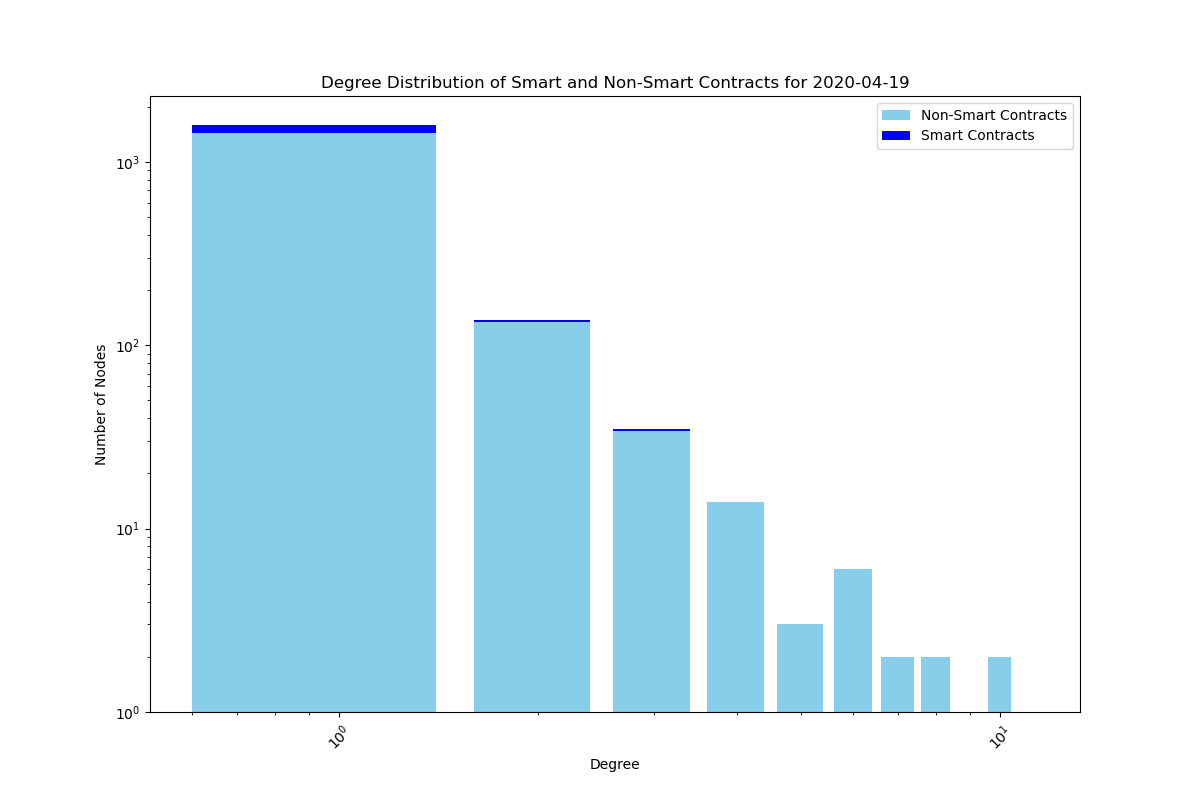 Degree Distribution of Smart and Non-Smart Contracts for 2020-04-19
Non-Smart Contracts
Smart Contracts
Number of Nodes
10³
10²
10¹
10⁰
10⁰
10¹
Degree